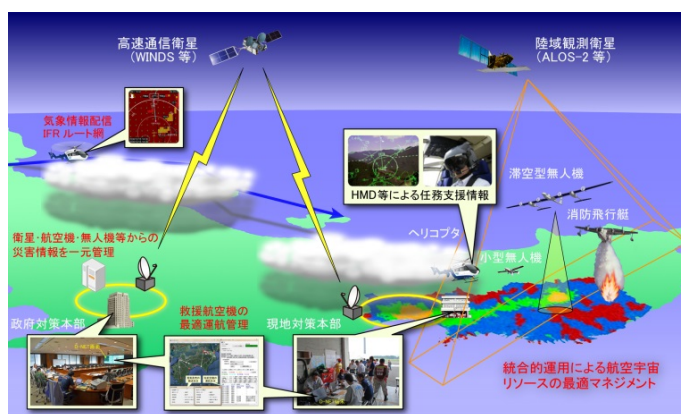 高速通信衛星
(WINDS 等)
陸域観測衛星
(ALOS-2 等)
気象情報配信
IFR ルート網
HMD等による任務支援情報
滞空型無人機
消防飛行艇
ヘリコプタ
小型無人機
衛星・航空機・無人機等からの
災害情報を一元管理
政府対策本部
救援航空機の
最適運航管理
現地対策本部
統合的運用による航空宇宙
リソースの最適マネジメント